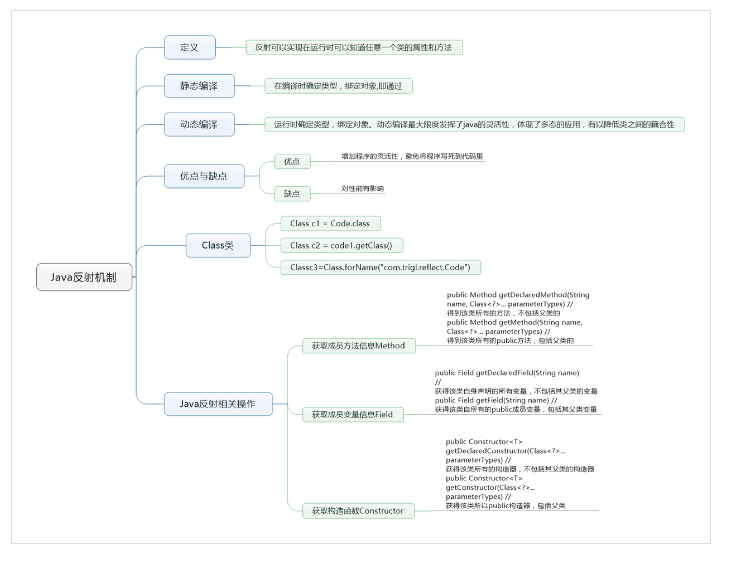 Java反射机制
定义
反射可以实现在运行时可以知道任意一个类的属性和方法
静态编译
在编译时确定类型，绑定对象,即通过
动态编译
运行时确定类型，绑定对象。动态编译最大限度发挥了java的灵活性，体现了多态的应用，有以降低类之间的藕合性
优点与缺点
优点
增加程序的灵活性，避免将程序写死到代码里
缺点
对性能有影响
Class类
Class c1 = Code.class
Class c2 = code1.getClass()
Classc3=Class.forName("com.trigl.reflect.Code")
Java反射相关操作
获取成员方法信息Method
public Method getDeclaredMethod(String
name, Class<?>... parameterTypes) //
得到该类所有的方法，不包括父类的
public Method getMethod(String name,
Class<?>... parameterTypes) //
得到该类所有的public方法，包括父类的
获取成员变量信息Field
public Field getDeclaredField(String name)
//
获得该类自身声明的所有变量，不包括其父类的变量
public Field getField(String name) //
获得该类自所有的public成员变量，包括其父类变量
获取构造函数Constructor
public Constructor<T>
getDeclaredConstructor(Class<?>...
parameterTypes) //
获得该类所有的构造器，不包括其父类的构造器
public Constructor<T>
getConstructor(Class<?>...
parameterTypes) //
获得该类所以public构造器，包括父类